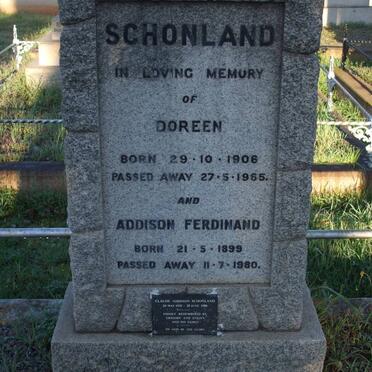 SCHONLAND
IN LOVING MEMORY
OF
DOREEN
BORN 29·10·1906
PASSED AWAY 27·5·1965.
AND
ADDISON FERDINAND
BORN 21·5·1899
PASSED AWAY 11·7·1980.
CLAUDE ADDISON SCHONLAND